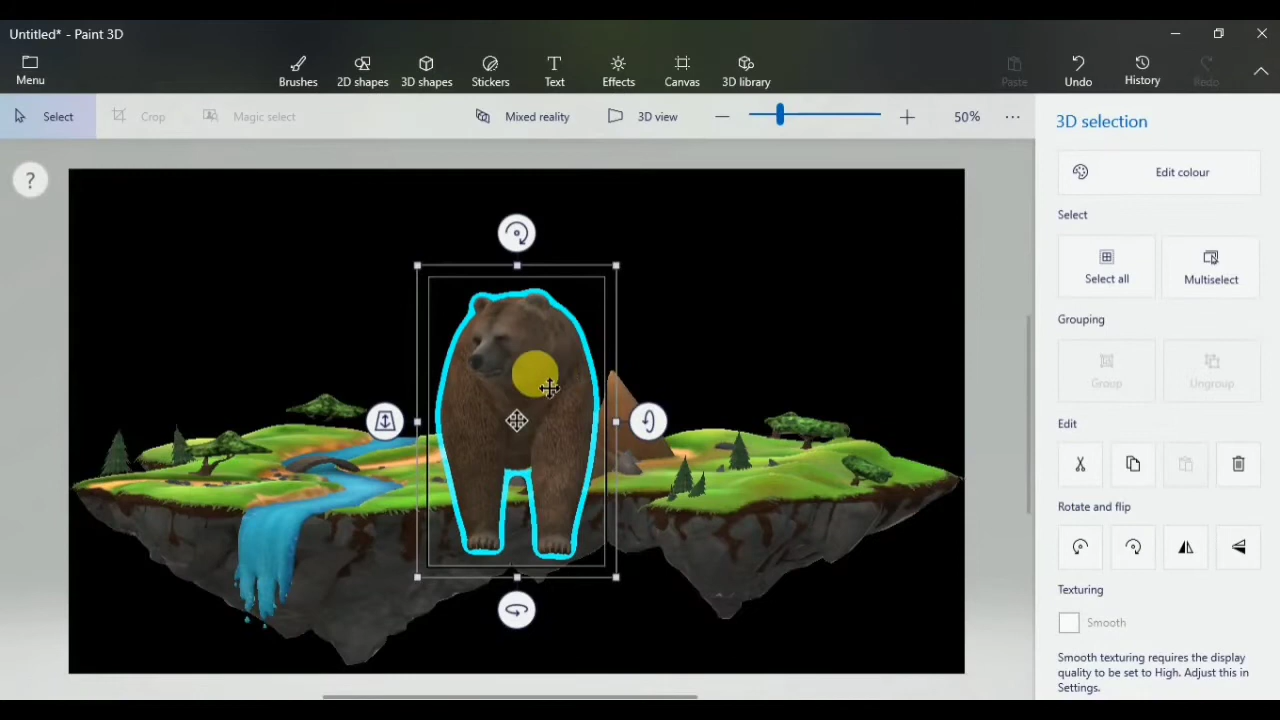 Untitled* - Paint 3D
Menu
Brushes
2D shapes
3D shapes
Stickers
Text
Effects
Canvas
3D library
Paste
Undo
History
Redo
Select
Crop
Magic select
Mixed reality
3D view
50%
?
3D selection
Edit colour
Select
Select all
Multiselect
Grouping
Group
Ungroup
Edit
Rotate and flip
Texturing
Smooth
Smooth texturing requires the display
quality to be set to High. Adjust this in
Settings.